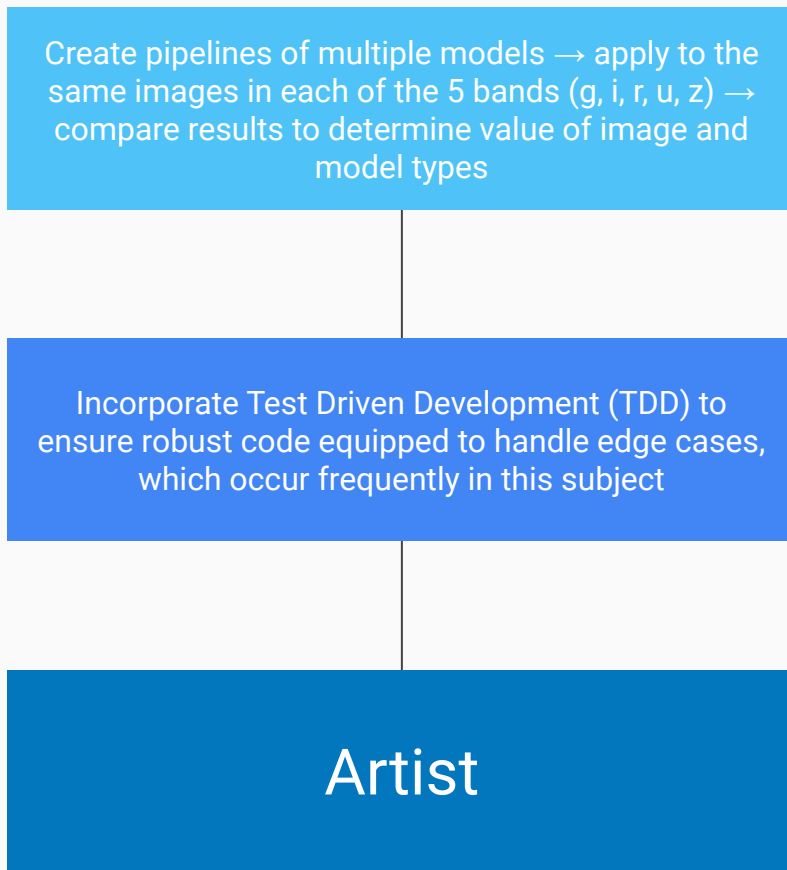 Create pipelines of multiple models → apply to the
same images in each of the 5 bands (g, i, r, u, z) →
compare results to determine value of image and
model types
Incorporate Test Driven Development (TDD) to
ensure robust code equipped to handle edge cases,
which occur frequently in this subject
Artist